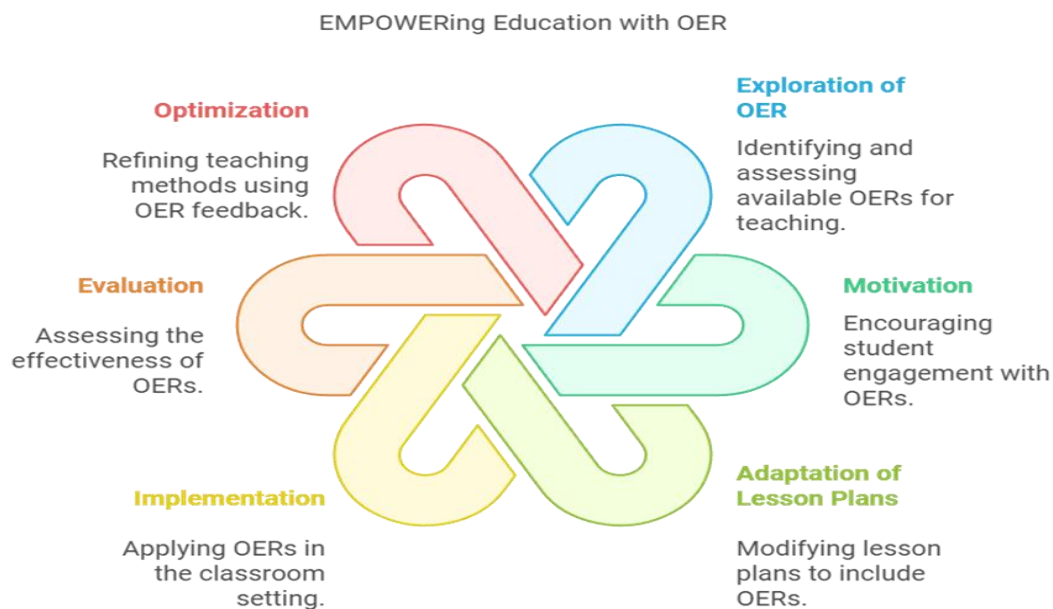 EMPOWERing Education with OER
Exploration of
OER
Identifying and
assessing
available OERs for
teaching.
Motivation
Encouraging
student
engagement with
OERs.
Adaptation of
Lesson Plans
Modifying lesson
plans to include
OERs.
Implementation
Applying OERs in
the classroom
setting.
Evaluation
Assessing the
effectiveness of
OERs.
Optimization
Refining teaching
methods using
OER feedback.